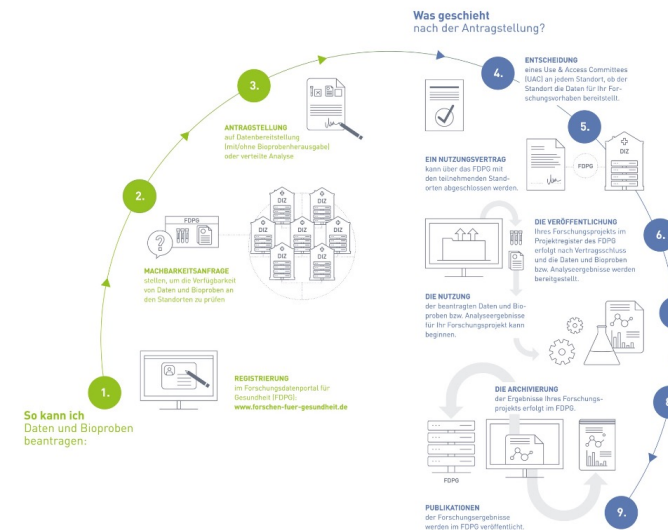 Was geschieht
nach der Antragstellung?
3.
ANTRAGSTELLUNG
auf Datenbereitstellung
(mit/ohne Bioprobenherausgabe)
oder verteilte Analyse
2.
FDPG
DIZ
DIZ
DIZ
DIZ
DIZ
DIZ
DIZ
MACHBARKEITSANFRAGE
stellen, um die Verfügbarkeit
von Daten und Bioproben an
den Standorten zu prüfen
1.
REGISTRIERUNG
im Forschungsdatenportal für
Gesundheit (FDPG):
www.forschen-fuer-gesundheit.de
So kann ich
Daten und Bioproben
beantragen:
4.
ENTSCHEIDUNG
eines Use & Access Committees
(UAC) an jedem Standort, ob der
Standort die Daten für Ihr For-
schungsvorhaben bereitstellt.
5.
EIN NUTZUNGSVERTRAG
kann über das FDPG mit
den teilnehmenden Stand-
orten abgeschlossen werden.
FDPG
DIZ
6.
DIE VERÖFFENTLICHUNG
Ihres Forschungsprojekts im
Projektregister des FDPG
erfolgt nach Vertragsschluss
und die Daten und Bioproben
bzw. Analyseergebnisse werden
bereitgestellt.
DIE NUTZUNG
der beantragten Daten und Bio-
proben bzw. Analyseergebnisse
für Ihr Forschungsprojekt kann
beginnen.
8
DIE ARCHIVIERUNG
der Ergebnisse Ihres Forschungs-
projekts erfolgt im FDPG.
FDPG
9.
PUBLIKATIONEN
der Forschungsergebnisse
werden im FDPG veröffentlicht.